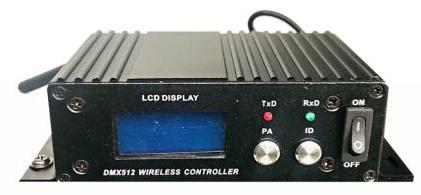 LCD DISPLAY
TxD RxD ON
PA ID
OFF
DMX512 WIRELESS CONTROLLER